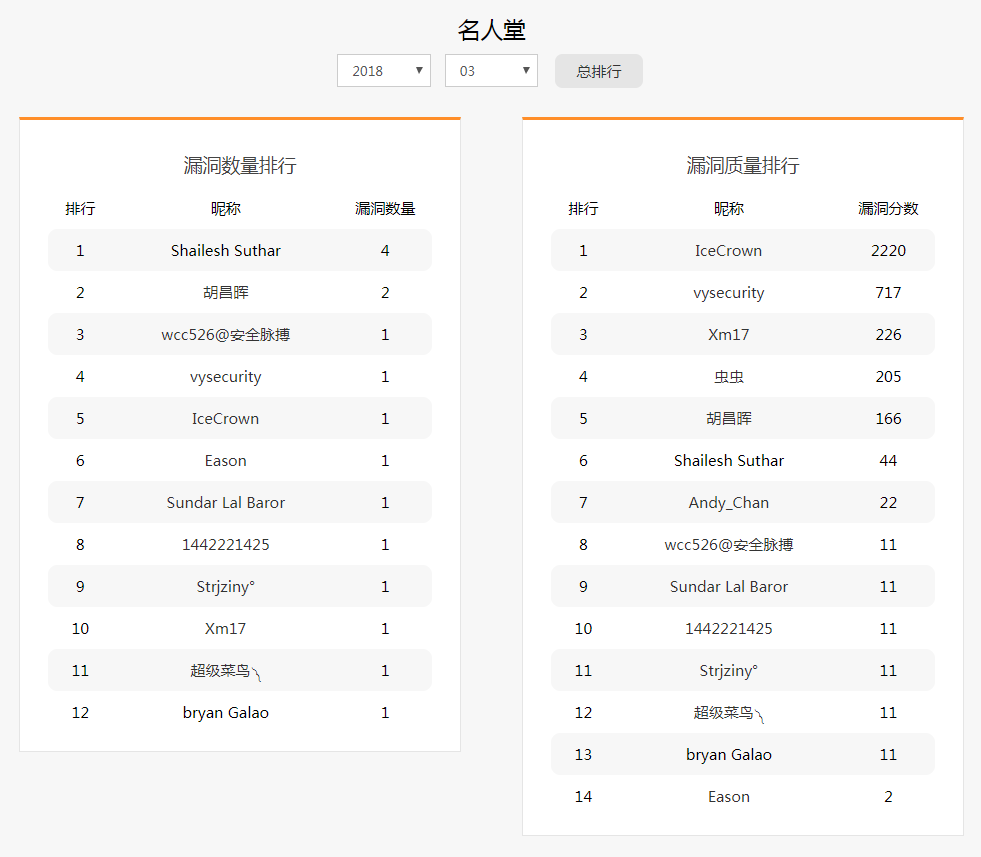 名人堂
2018 03 总排行
漏洞数量排行
排行 昵称 漏洞数量
1 Shailesh Suthar 4
2 胡昌晖 2
3 wcc526@安全脉搏 1
4 vysecurity 1
5 IceCrown 1
6 Eason 1
7 Sundar Lal Baror 1
8 1442221425 1
9 Strjziny° 1
10 Xm17 1
11 超级菜鸟╮ 1
12 bryan Galao 1
漏洞质量排行
排行 昵称 漏洞分数
1 IceCrown 2220
2 vysecurity 717
3 Xm17 226
4 虫虫 205
5 胡昌晖 166
6 Shailesh Suthar 44
7 Andy_Chan 22
8 wcc526@安全脉搏 11
9 Sundar Lal Baror 11
10 1442221425 11
11 Strjziny° 11
12 超级菜鸟╮ 11
13 bryan Galao 11
14 Eason 2